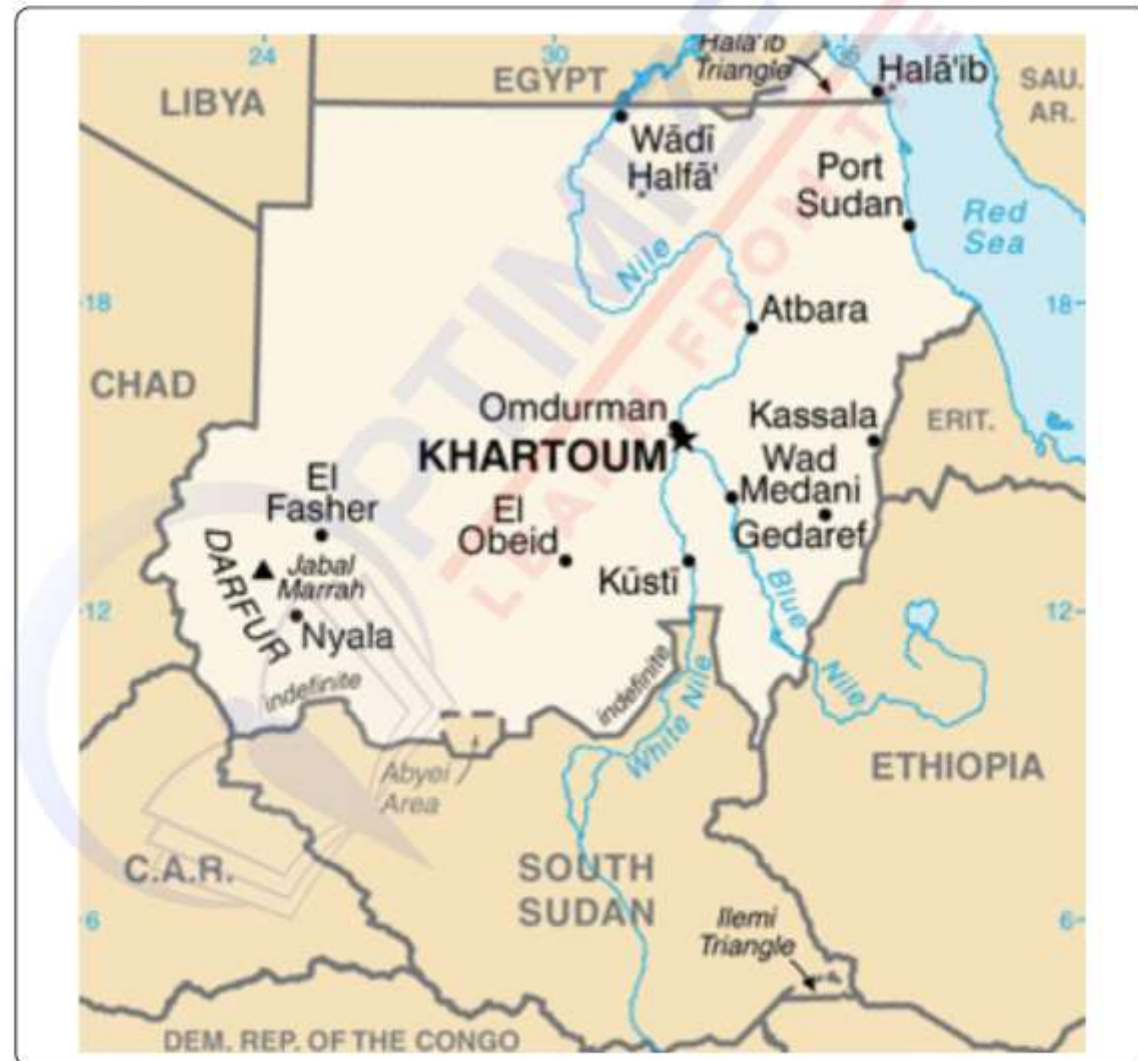 24
30
36
Hala'ib
Triangle
EGYPT
Halā'ib
SAU.
AR.
LIBYA
Wādī
Ḥalfā'
Port
Sudan
Red
Sea
Nile
18
18
Atbara
CHAD
Omdurman
KHARTOUM
Kassala
ERIT.
Wad
Medani
Gedaref
El
Fasher
El
Obeid
Kūstī
DARFUR
Jabal
Marrah
Nyala
Blue
Nile
12
12
indefinite
indefinite
White Nile
Abyei
Area
ETHIOPIA
C.A.R.
SOUTH
SUDAN
Ilemi
Triangle
6
6
DEM. REP. OF THE CONGO
LEARN FRONT